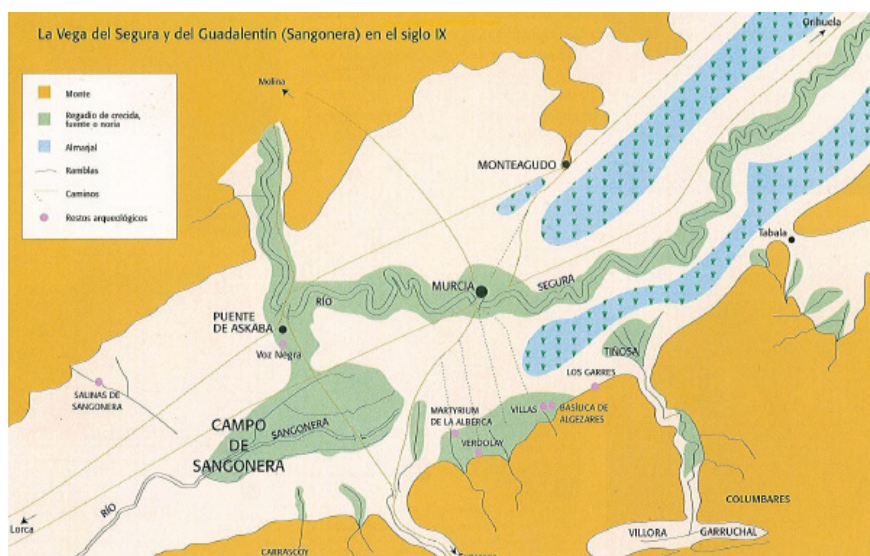 La Vega del Segura y del Guadalentín (Sangonera) en el siglo IX
Orihuela
Molina
Monte
Regadío de crecida,
fuente o noria
Almarjal
Ramblas
Caminos
Restos arqueológicos
MONTEAGUDO
Tabala
MURCIA
RÍO
SEGURA
PUENTE
DE ASKABA
Voz Negra
TIÑOSA
SALINAS DE
SANGONERA
LOS GARRES
MARTYRIUM
DE LA ALBERCA
VILLAS
BASÍLICA DE
ALGEZARES
CAMPO
DE
SANGONERA
SANGONERA
VERDOLAY
RÍO
COLUMBARES
Lorca
VILLORA
GARRUCHAL
CARRASCOY